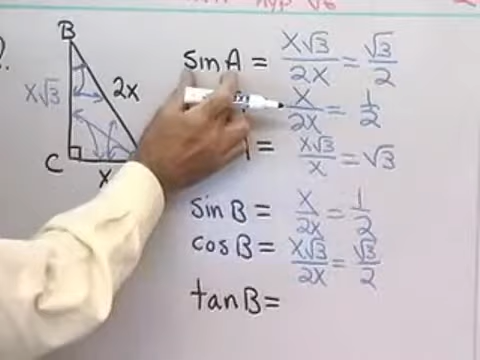 hyp
B
?.
sin A = x√3/2x = √3/2
x√3
2x
x/2x = 1/2
C
= x√3/x = √3
x
sin B = x/2x = 1/2
cos B = x√3/2x = √3/2
tan B =